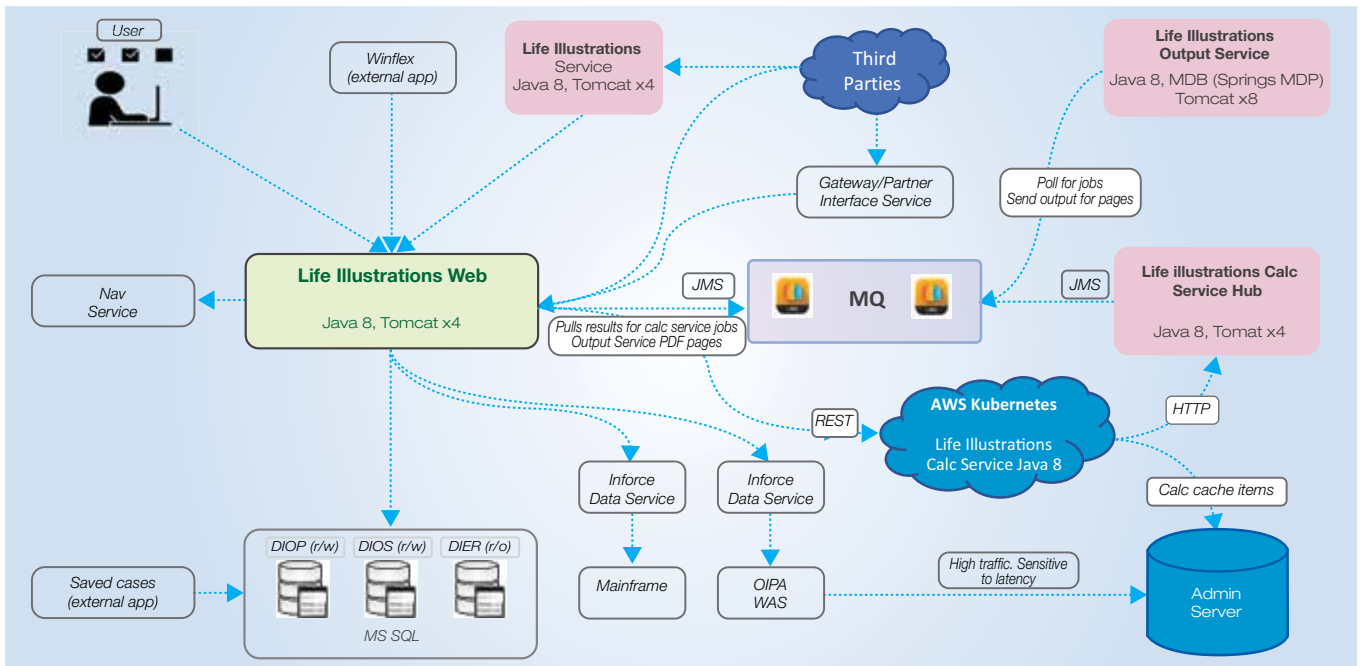 User
Winflex
(external app)
Life Illustrations
Service
Java 8, Tomcat x4
Third
Parties
Life Illustrations
Output Service
Java 8, MDB (Springs MDP)
Tomcat x8
Gateway/Partner
Interface Service
Poll for jobs
Send output for pages
Nav
Service
Life Illustrations Web
Java 8, Tomcat x4
JMS
MQ
JMS
Life illustrations Calc
Service Hub
Java 8, Tomat x4
Pulls results for calc service jobs
Output Service PDF pages
REST
AWS Kubernetes
Life Illustrations
Calc Service Java 8
HTTP
Inforce
Data Service
Inforce
Data Service
Calc cache items
DIOP (r/w)
DIOS (r/w)
DIER (r/o)
MS SQL
Saved cases
(external app)
Mainframe
OIPA
WAS
High traffic. Sensitive
to latency
Admin
Server